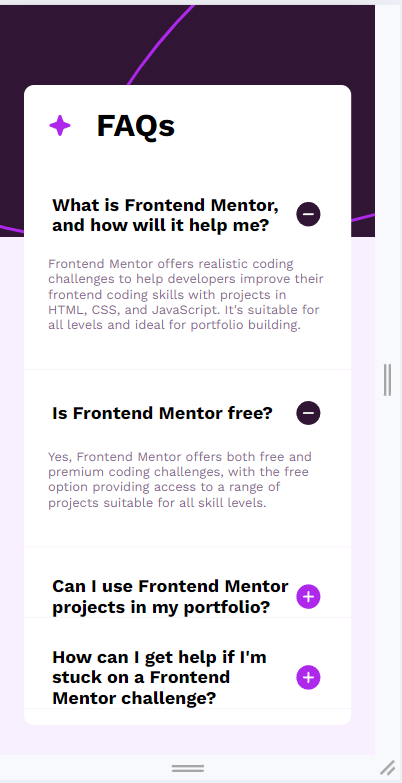 FAQs
What is Frontend Mentor,
and how will it help me?
Frontend Mentor offers realistic coding
challenges to help developers improve their
frontend coding skills with projects in
HTML, CSS, and JavaScript. It's suitable for
all levels and ideal for portfolio building.
Is Frontend Mentor free?
Yes, Frontend Mentor offers both free and
premium coding challenges, with the free
option providing access to a range of
projects suitable for all skill levels.
Can I use Frontend Mentor
projects in my portfolio?
How can I get help if I'm
stuck on a Frontend
Mentor challenge?